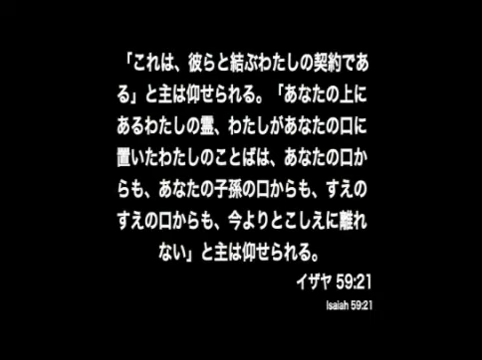 「これは、彼らと結ぶわたしの契約であ
る」と主は仰せられる。「あなたの上に
あるわたしの霊、わたしがあなたの口に
置いたわたしのことばは、あなたの口か
らも、あなたの子孫の口からも、すえの
すえの口からも、今よりとこしえに離れ
ない」と主は仰せられる。
イザヤ 59:21
Isaiah 59:21